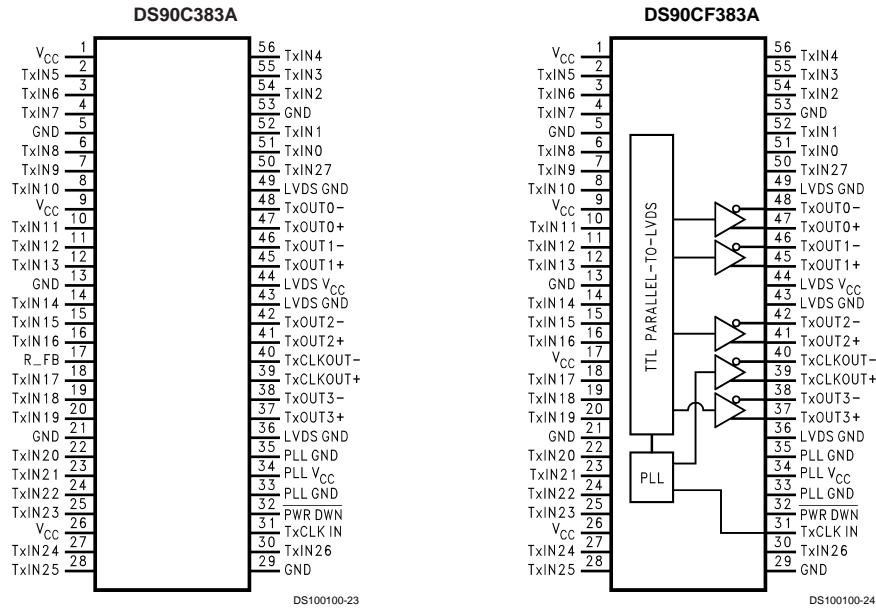 DS90C383A
VCC 1 56 TxIN4
TxIN5 2 55 TxIN3
TxIN6 3 54 TxIN2
TxIN7 4 53 GND
GND 5 52 TxIN1
TxIN8 6 51 TxIN0
TxIN9 7 50 TxIN27
TxIN10 8 49 LVDS GND
VCC 9 48 TxOUT0-
TxIN11 10 47 TxOUT0+
TxIN12 11 46 TxOUT1-
TxIN13 12 45 TxOUT1+
GND 13 44 LVDS VCC
TxIN14 14 43 LVDS GND
TxIN15 15 42 TxOUT2-
TxIN16 16 41 TxOUT2+
R_FB 17 40 TxCLKOUT-
TxIN17 18 39 TxCLKOUT+
TxIN18 19 38 TxOUT3-
TxIN19 20 37 TxOUT3+
GND 21 36 LVDS GND
TxIN20 22 35 PLL GND
TxIN21 23 34 PLL VCC
TxIN22 24 33 PLL GND
TxIN23 25 32 PWR DWN
VCC 26 31 TxCLK IN
TxIN24 27 30 TxIN26
TxIN25 28 29 GND
DS100100-23
DS90CF383A
VCC 1 56 TxIN4
TxIN5 2 55 TxIN3
TxIN6 3 54 TxIN2
TxIN7 4 53 GND
GND 5 52 TxIN1
TxIN8 6 51 TxIN0
TxIN9 7 50 TxIN27
TxIN10 8 49 LVDS GND
VCC 9 48 TxOUT0-
TxIN11 10 47 TxOUT0+
TxIN12 11 46 TxOUT1-
TxIN13 12 45 TxOUT1+
GND 13 44 LVDS VCC
TxIN14 14 43 LVDS GND
TxIN15 15 42 TxOUT2-
TxIN16 16 41 TxOUT2+
VCC 17 40 TxCLKOUT-
TxIN17 18 39 TxCLKOUT+
TxIN18 19 38 TxOUT3-
TxIN19 20 37 TxOUT3+
GND 21 36 LVDS GND
TxIN20 22 35 PLL GND
TxIN21 23 34 PLL VCC
TxIN22 24 33 PLL GND
TxIN23 25 32 PWR DWN
VCC 26 31 TxCLK IN
TxIN24 27 30 TxIN26
TxIN25 28 29 GND
TTL PARALLEL-TO-LVDS
PLL
DS100100-24